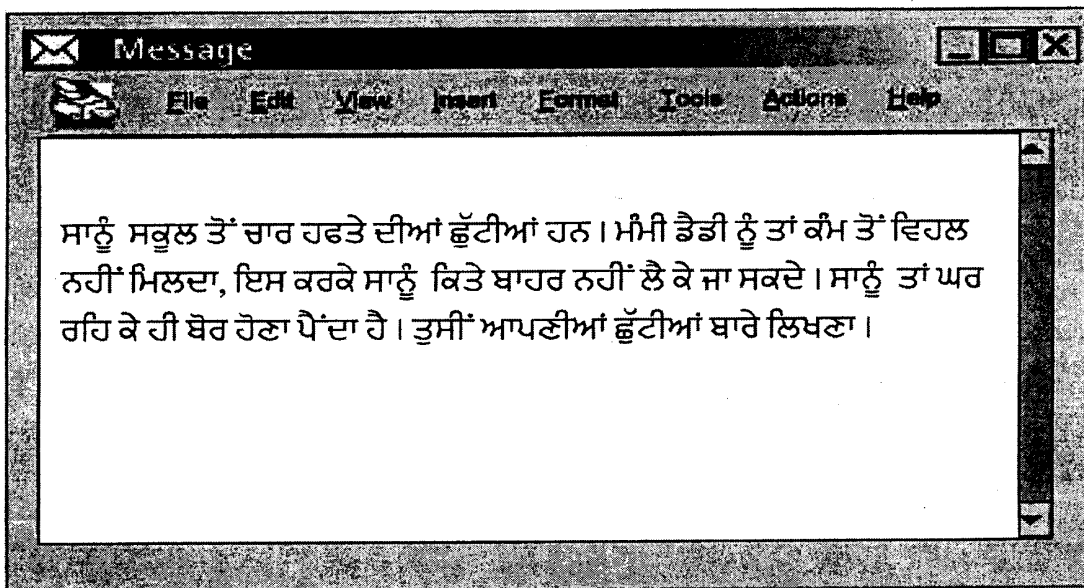 Message
File Edit View Insert Format Tools Actions Help
ਸਾਨੂੰ ਸਕੂਲ ਤੋਂ ਚਾਰ ਹਫਤੇ ਦੀਆਂ ਛੁੱਟੀਆਂ ਹਨ। ਮੰਮੀ ਡੈਡੀ ਨੂੰ ਤਾਂ ਕੰਮ ਤੋਂ ਵਿਹਲ
ਨਹੀਂ ਮਿਲਦਾ, ਇਸ ਕਰਕੇ ਸਾਨੂੰ ਕਿਤੇ ਬਾਹਰ ਨਹੀਂ ਲੈ ਕੇ ਜਾ ਸਕਦੇ। ਸਾਨੂੰ ਤਾਂ ਘਰ
ਰਹਿ ਕੇ ਹੀ ਬੋਰ ਹੋਣਾ ਪੈਂਦਾ ਹੈ। ਤੁਸੀਂ ਆਪਣੀਆਂ ਛੁੱਟੀਆਂ ਬਾਰੇ ਲਿਖਣਾ।